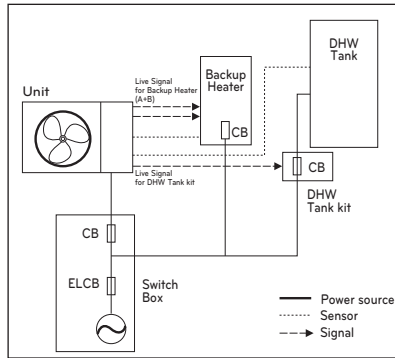 DHW
Tank
Unit
Live Signal
for Backup Heater
(A+B)
Backup
Heater
CB
Live Signal
for DHW Tank kit
CB
DHW
Tank kit
CB
ELCB
Switch
Box
Power source
Sensor
Signal